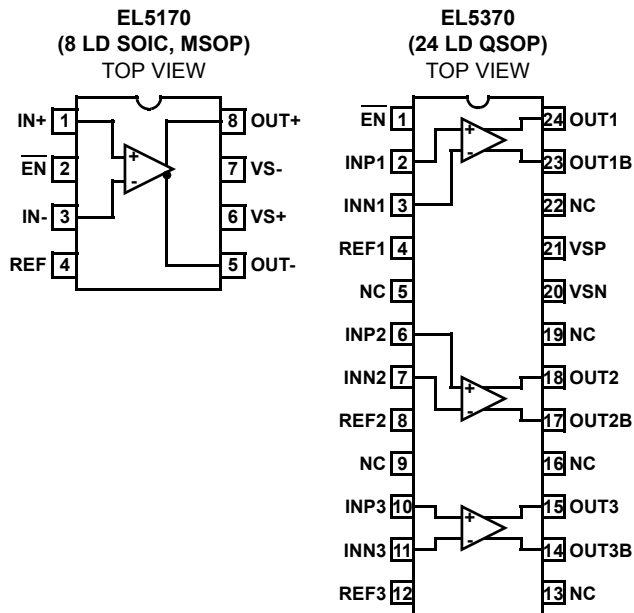 EL5170
(8 LD SOIC, MSOP)
TOP VIEW
IN+ 1
EN 2
IN- 3
REF 4
8 OUT+
7 VS-
6 VS+
5 OUT-
+
-
EL5370
(24 LD QSOP)
TOP VIEW
EN 1
INP1 2
INN1 3
REF1 4
NC 5
INP2 6
INN2 7
REF2 8
NC 9
INP3 10
INN3 11
REF3 12
24 OUT1
23 OUT1B
22 NC
21 VSP
20 VSN
19 NC
18 OUT2
17 OUT2B
16 NC
15 OUT3
14 OUT3B
13 NC
+
-
+
-
+
-